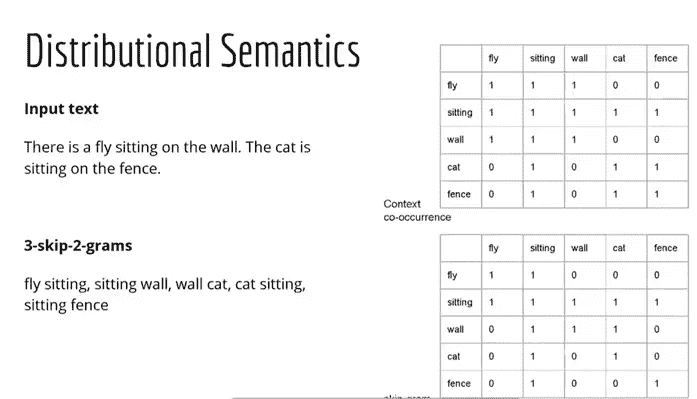 Distributional Semantics
Input text
There is a fly sitting on the wall. The cat is
sitting on the fence.
3-skip-2-grams
fly sitting, sitting wall, wall cat, cat sitting,
sitting fence
fly sitting wall cat fence
fly 1 1 1 0 0
sitting 1 1 1 1 1
wall 1 1 1 0 0
cat 0 1 0 1 1
fence 0 1 0 1 1
Context
co-occurrence
fly sitting wall cat fence
fly 1 1 0 0 0
sitting 1 1 1 1 1
wall 0 1 1 1 0
cat 0 1 0 1 0
fence 0 1 0 0 1